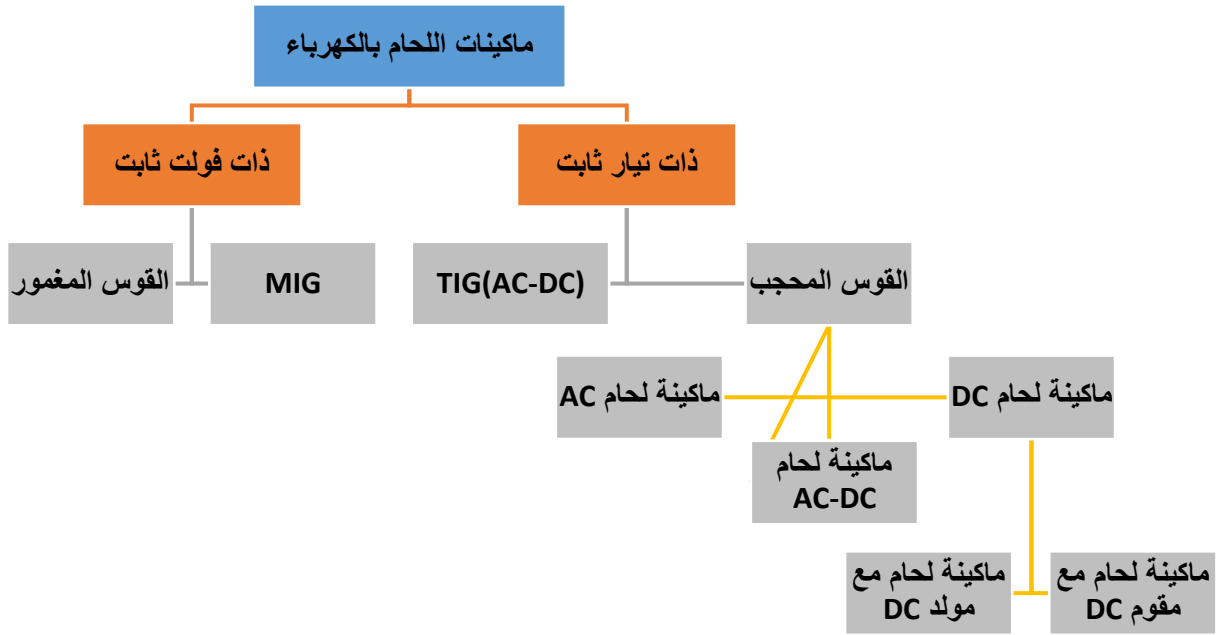 ماكينات اللحام بالكهرباء
ذات تيار ثابت
ذات فولت ثابت
القوس المحجب
TIG(AC-DC)
MIG
القوس المغمور
ماكينة لحام DC
ماكينة لحام AC
ماكينة لحام
AC-DC
ماكينة لحام مع
مقوم DC
ماكينة لحام مع
مولد DC